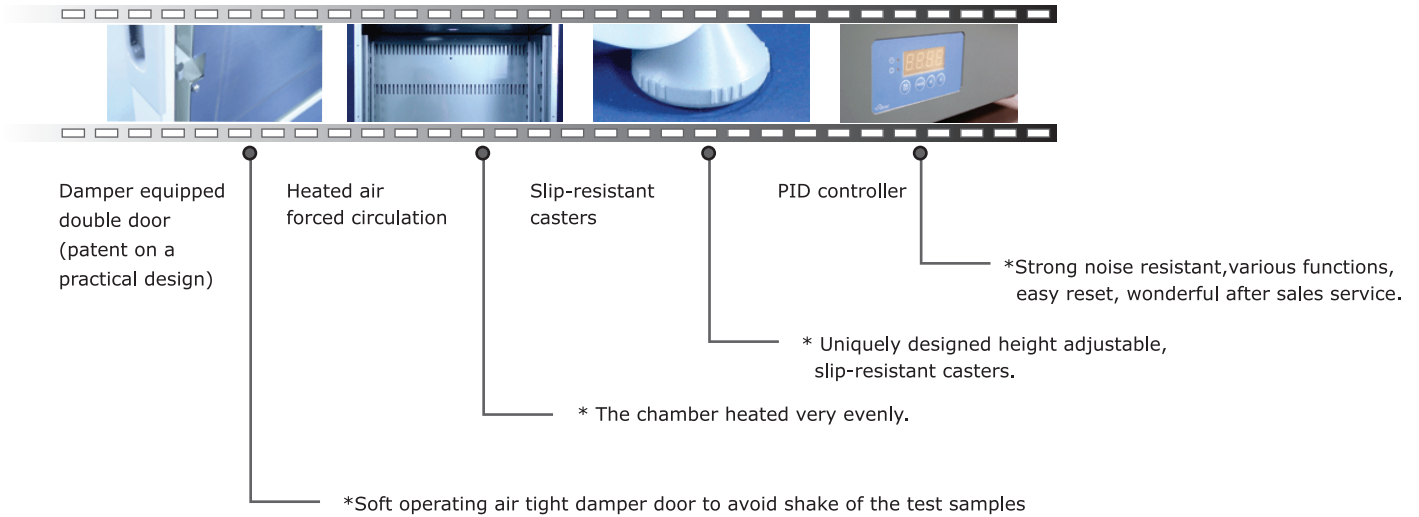 Damper equipped
double door
(patent on a
practical design)
Heated air
forced circulation
Slip-resistant
casters
PID controller
*Strong noise resistant,various functions,
easy reset, wonderful after sales service.
* Uniquely designed height adjustable,
slip-resistant casters.
* The chamber heated very evenly.
*Soft operating air tight damper door to avoid shake of the test samples